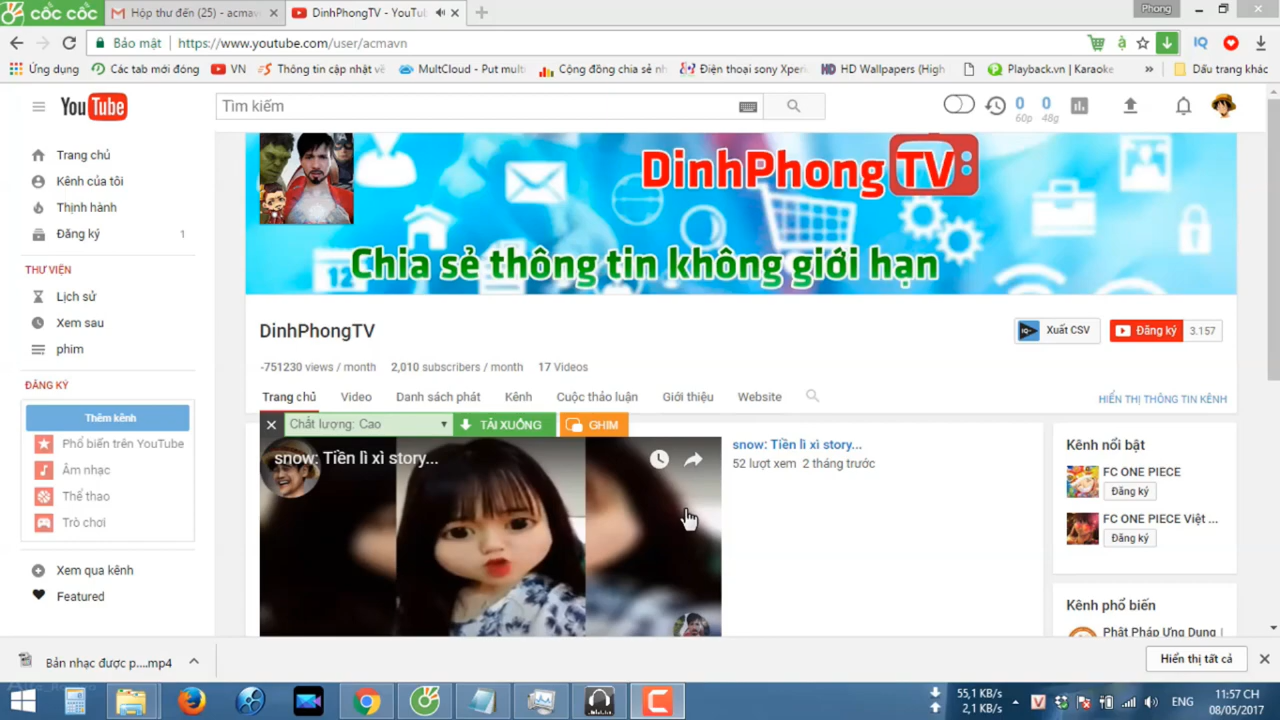 cốc cốc
Hộp thư đến (25) - acmav
DinhPhongTV - YouTu
Phong
Bảo mật
https://www.youtube.com/user/acmavn
Ứng dụng
Các tab mới đóng
VN
Thông tin cập nhật về
MultCloud - Put mult
Cộng đồng chia sẻ nh
Điện thoại sony Xper
HD Wallpapers (High
Playback.vn | Karaoke
»
Dấu trang khác
YouTube
Tìm kiếm
0 60p
0 48g
Trang chủ
Kênh của tôi
Thịnh hành
Đăng ký 1
THƯ VIỆN
Lịch sử
Xem sau
phim
ĐĂNG KÝ
Thêm kênh
Phổ biến trên YouTube
Âm nhạc
Thể thao
Trò chơi
Xem qua kênh
Featured
DinhPhongTV
Chia sẻ thông tin không giới hạn
12
DinhPhongTV
Xuất CSV
Đăng ký 3.157
-751230 views / month 2,010 subscribers / month 17 Videos
Trang chủ Video Danh sách phát Kênh Cuộc thảo luận Giới thiệu Website
HIỂN THỊ THÔNG TIN KÊNH
Chất lượng: Cao
TẢI XUỐNG
GHIM
snow: Tiền lì xì story...
snow: Tiền lì xì story...
52 lượt xem 2 tháng trước
Kênh nổi bật
FC ONE PIECE
Đăng ký
FC ONE PIECE Việt ...
Đăng ký
Kênh phổ biến
Phật Pháp Ứng Dụng |
Bản nhạc được p....mp4
Hiển thị tất cả
55,1 KB/s
2,1 KB/s
ENG
11:57 CH
08/05/2017